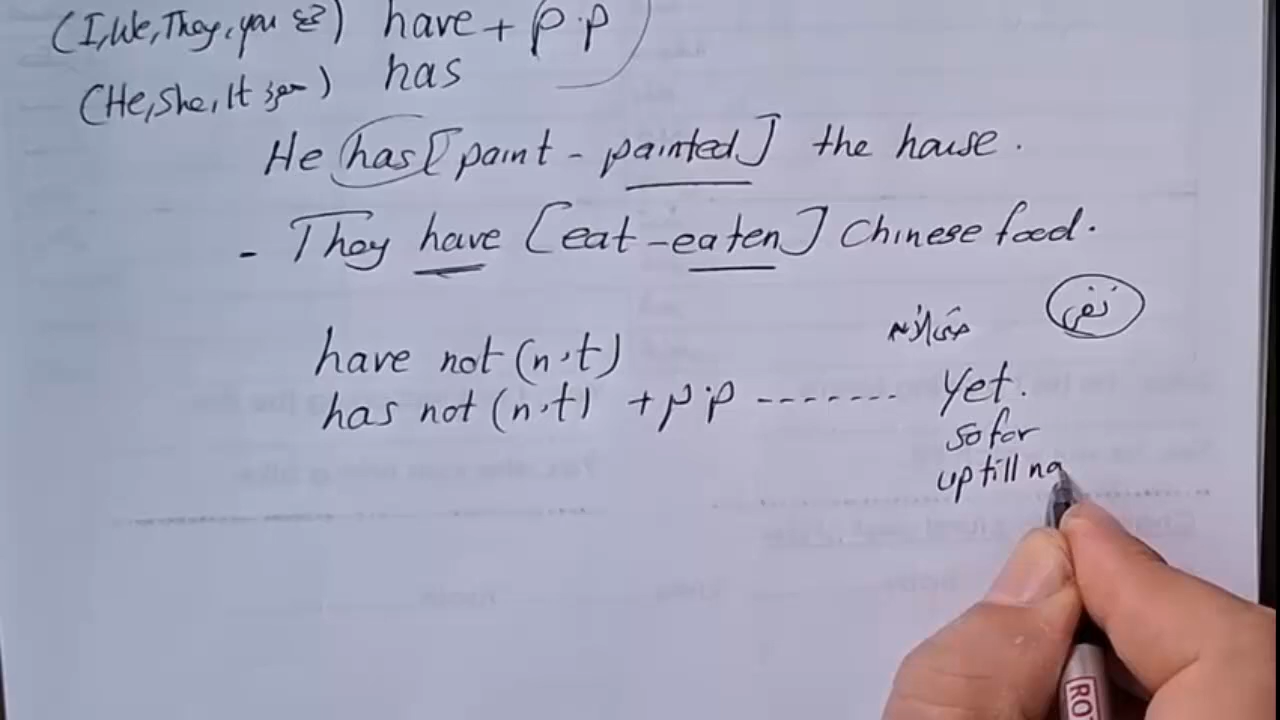 (I, We, They, you جمع) have + p.p
(He, she, It مفرد) has
He has [paint - painted] the house.
- They have [eat - eaten] Chinese food.
نفي
حتى الآن
have not (n't)
has not (n't) + p.p ------- yet.
so far
up till no
RO